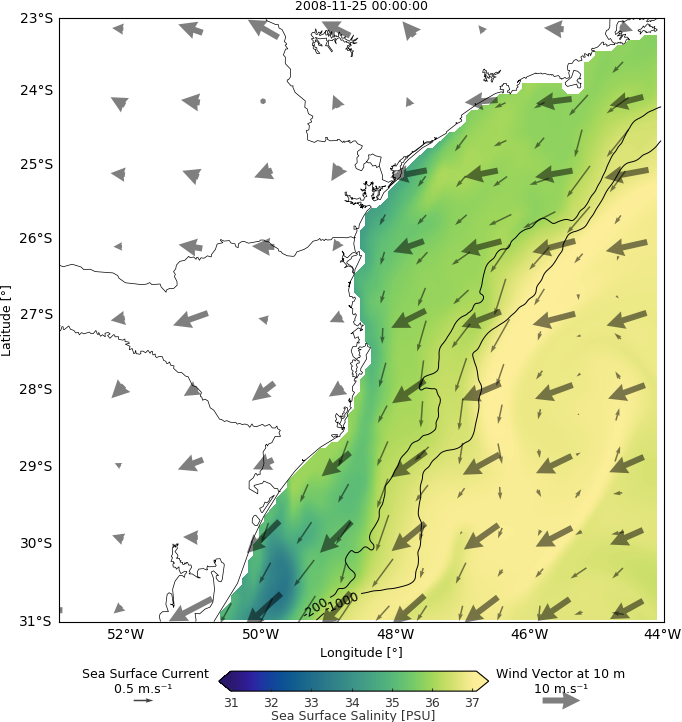 2008-11-25 00:00:00
23°S
24°S
25°S
26°S
27°S
28°S
29°S
30°S
31°S
Latitude [°]
-200
-1000
52°W
50°W
48°W
46°W
44°W
Longitude [°]
Sea Surface Current
0.5 m.s⁻¹
Wind Vector at 10 m
10 m.s⁻¹
31 32 33 34 35 36 37
Sea Surface Salinity [PSU]